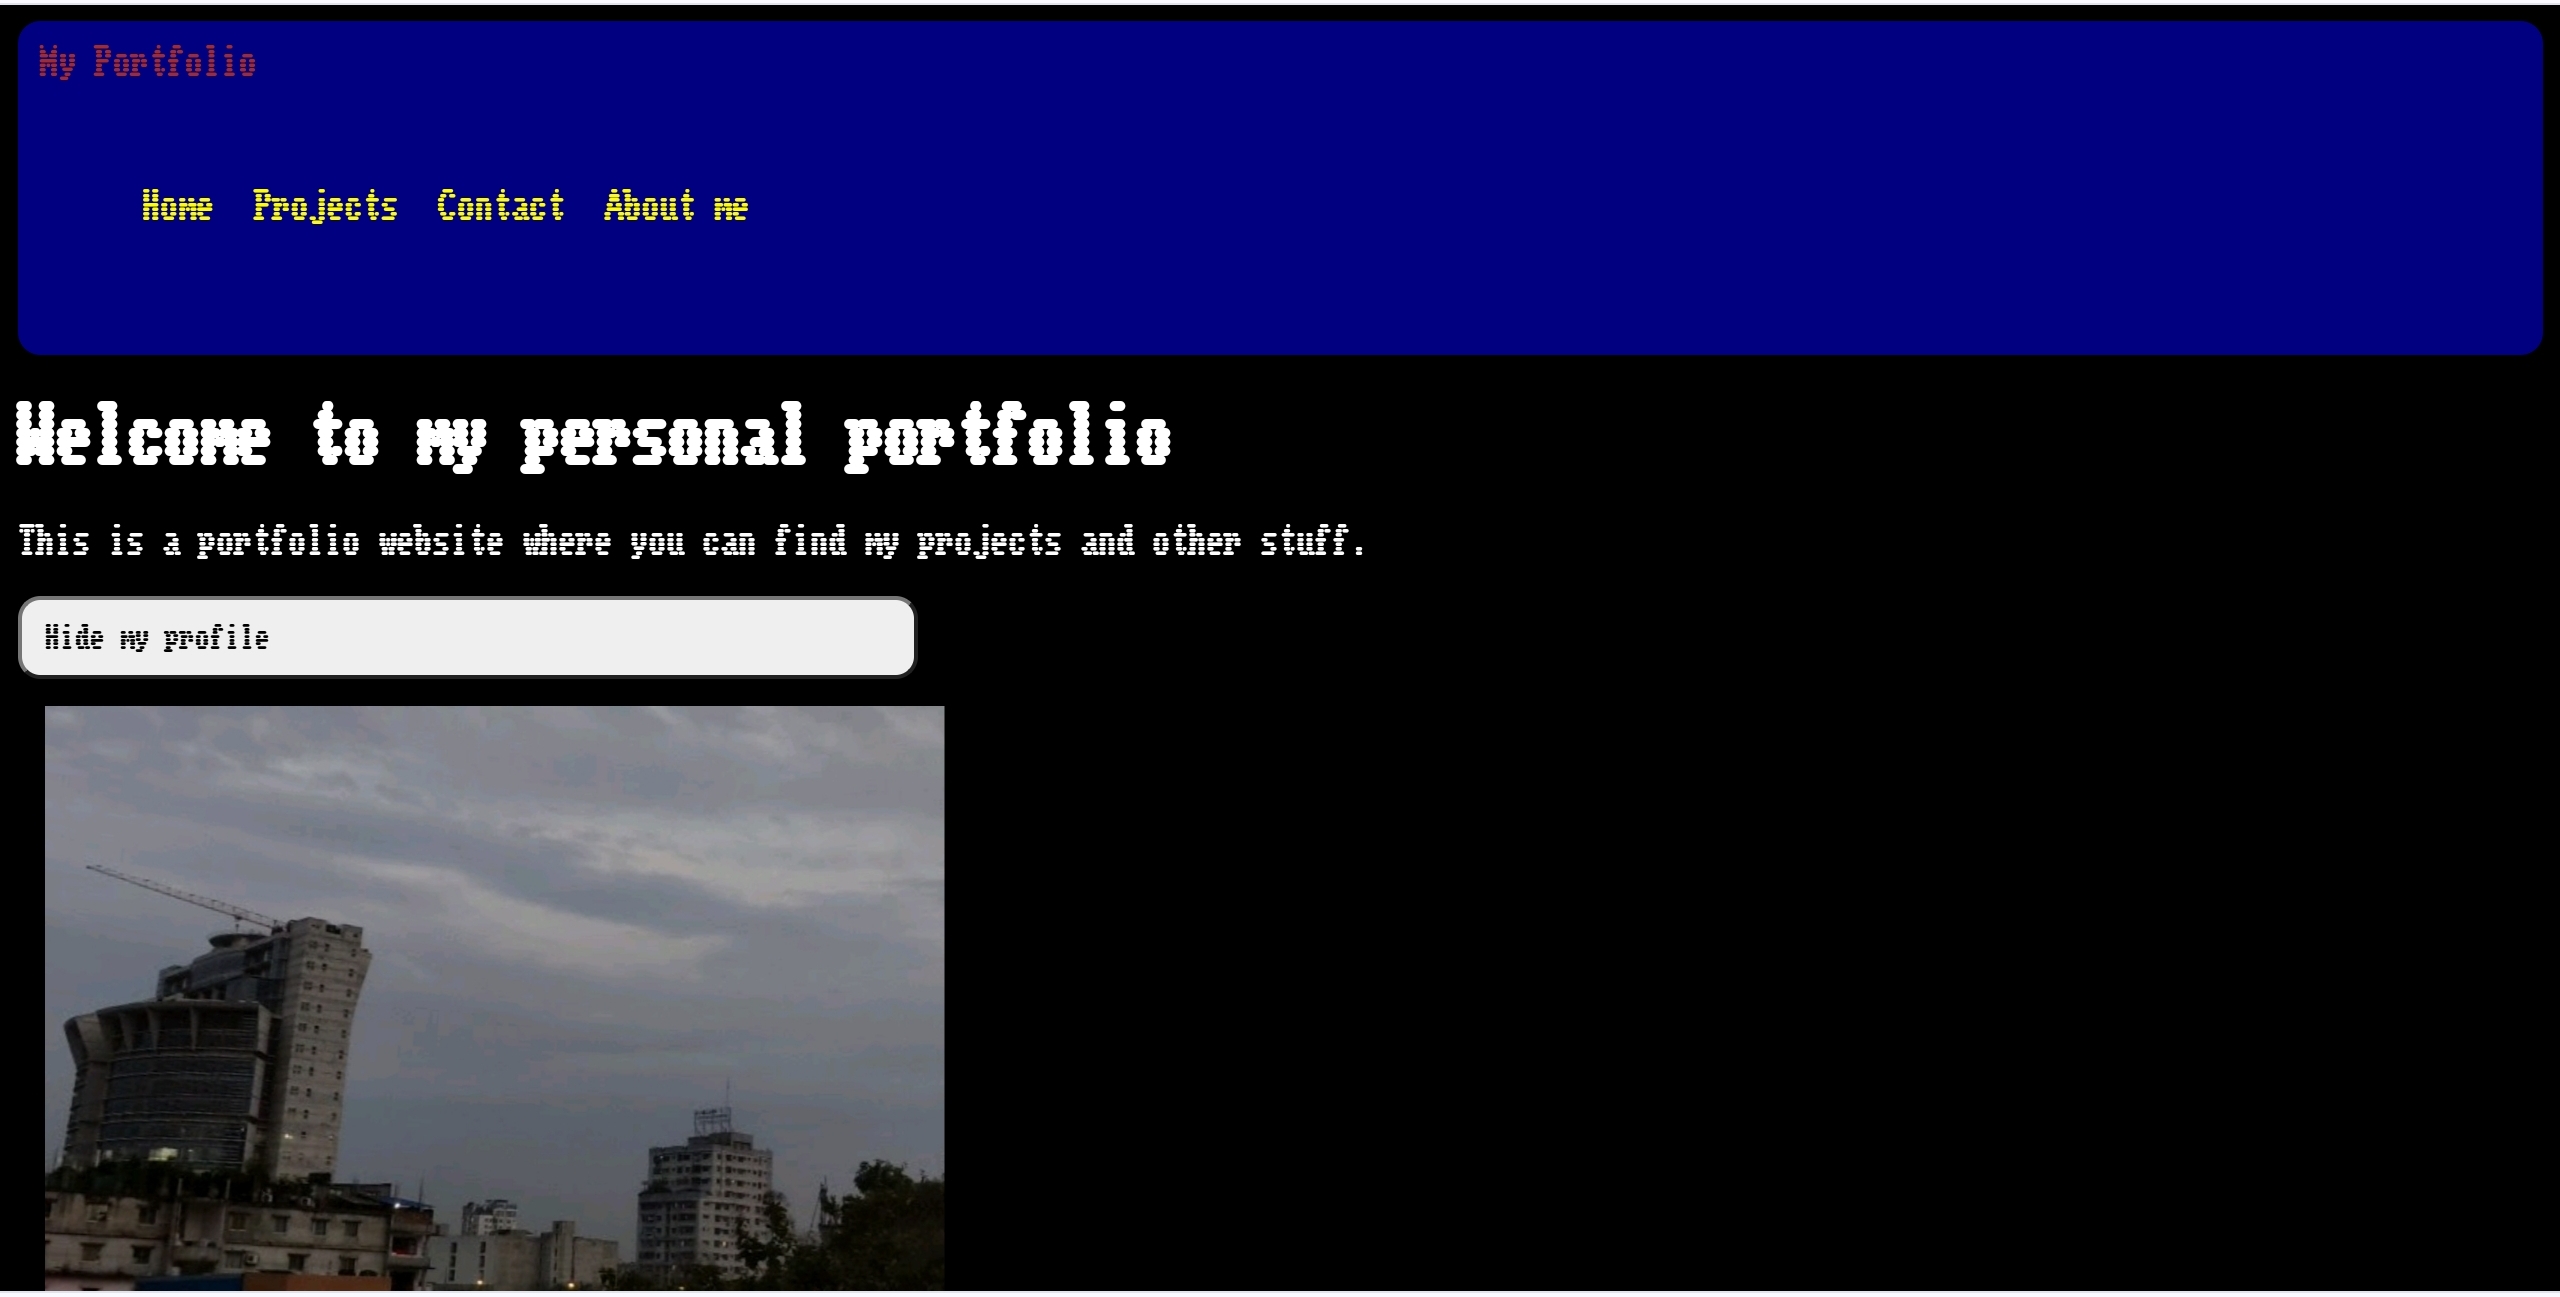 My Portfolio
Home Projects Contact About me
Welcome to my personal portfolio
This is a portfolio website where you can find my projects and other stuff.
Hide my profile